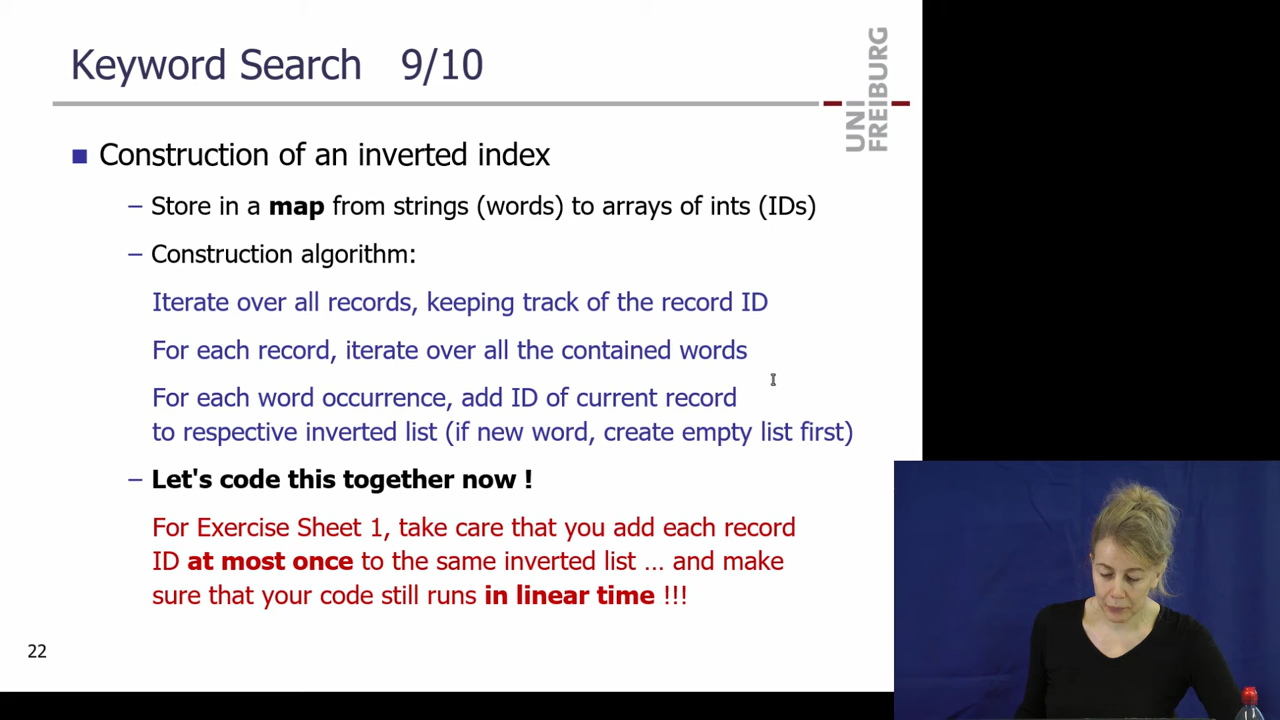 Keyword Search 9/10
UNI
FREIBURG
Construction of an inverted index
– Store in a map from strings (words) to arrays of ints (IDs)
– Construction algorithm:
Iterate over all records, keeping track of the record ID
For each record, iterate over all the contained words
For each word occurrence, add ID of current record
to respective inverted list (if new word, create empty list first)
– Let's code this together now !
For Exercise Sheet 1, take care that you add each record
ID at most once to the same inverted list … and make
sure that your code still runs in linear time !!!
22